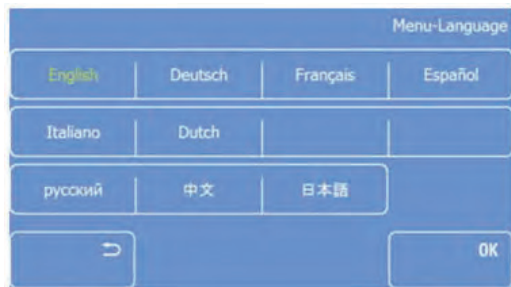 Menu-Language
English Deutsch Français Español
Italiano Dutch
русский 中文 日本語
OK